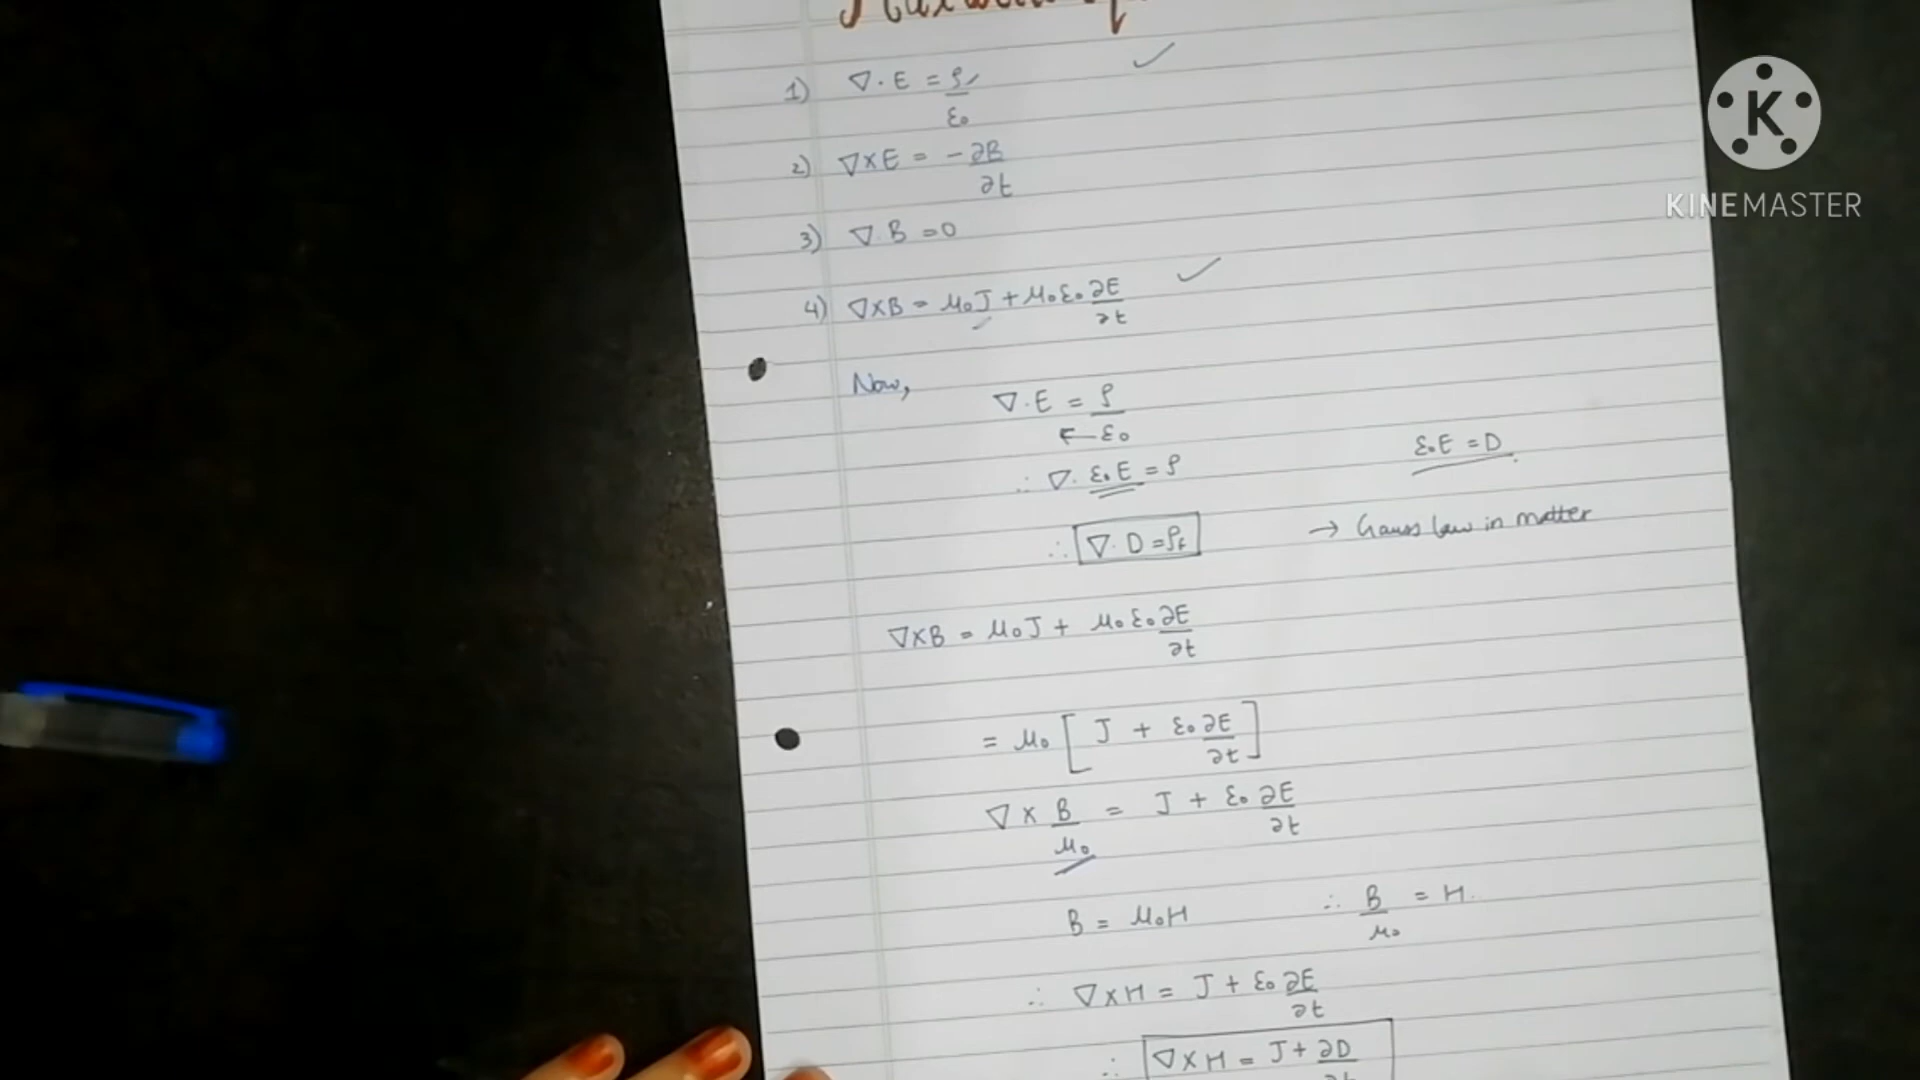 1) ∇·E = ρ/ε₀
2) ∇×E = -∂B/∂t
3) ∇·B = 0
4) ∇×B = μ₀J + μ₀ε₀ ∂E/∂t
Now,
∇·E = ρ/ε₀
∴ ∇·ε₀E = ρ
ε₀E = D
∴ ∇·D = ρf
→ Gauss law in matter
∇×B = μ₀J + μ₀ε₀ ∂E/∂t
= μ₀ [ J + ε₀ ∂E/∂t ]
∇× B/μ₀ = J + ε₀ ∂E/∂t
B = μ₀H ∴ B/μ₀ = H.
∴ ∇×H = J + ε₀ ∂E/∂t
∴ ∇×H = J + ∂D/∂t
K
KINEMASTER